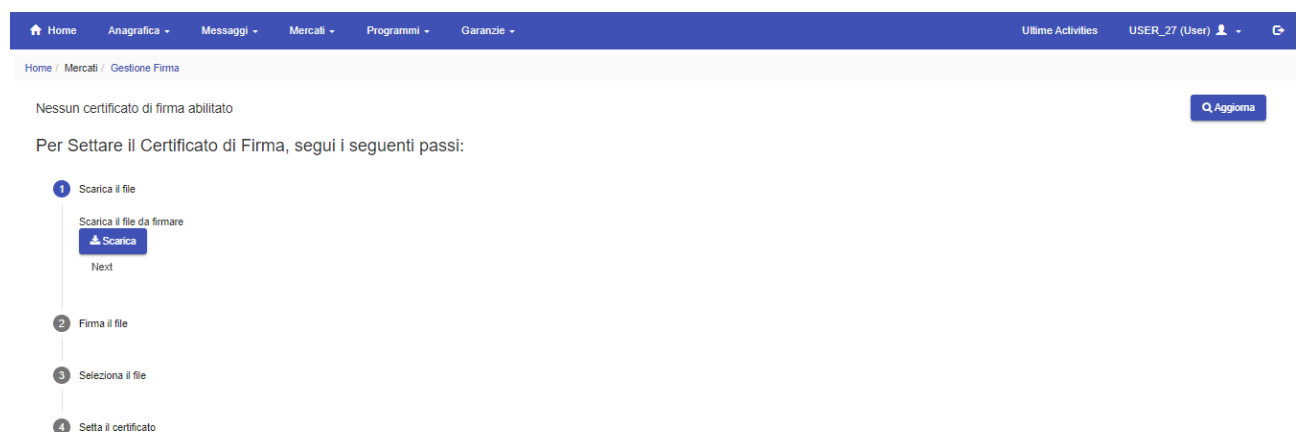 Home Anagrafica Messaggi Mercati Programmi Garanzie Ultime Activities USER_27 (User)
Home / Mercati / Gestione Firma
Nessun certificato di firma abilitato Aggiorna
Per Settare il Certificato di Firma, segui i seguenti passi:
1 Scarica il file
Scarica il file da firmare
Scarica
Next
2 Firma il file
3 Seleziona il file
4 Setta il certificato